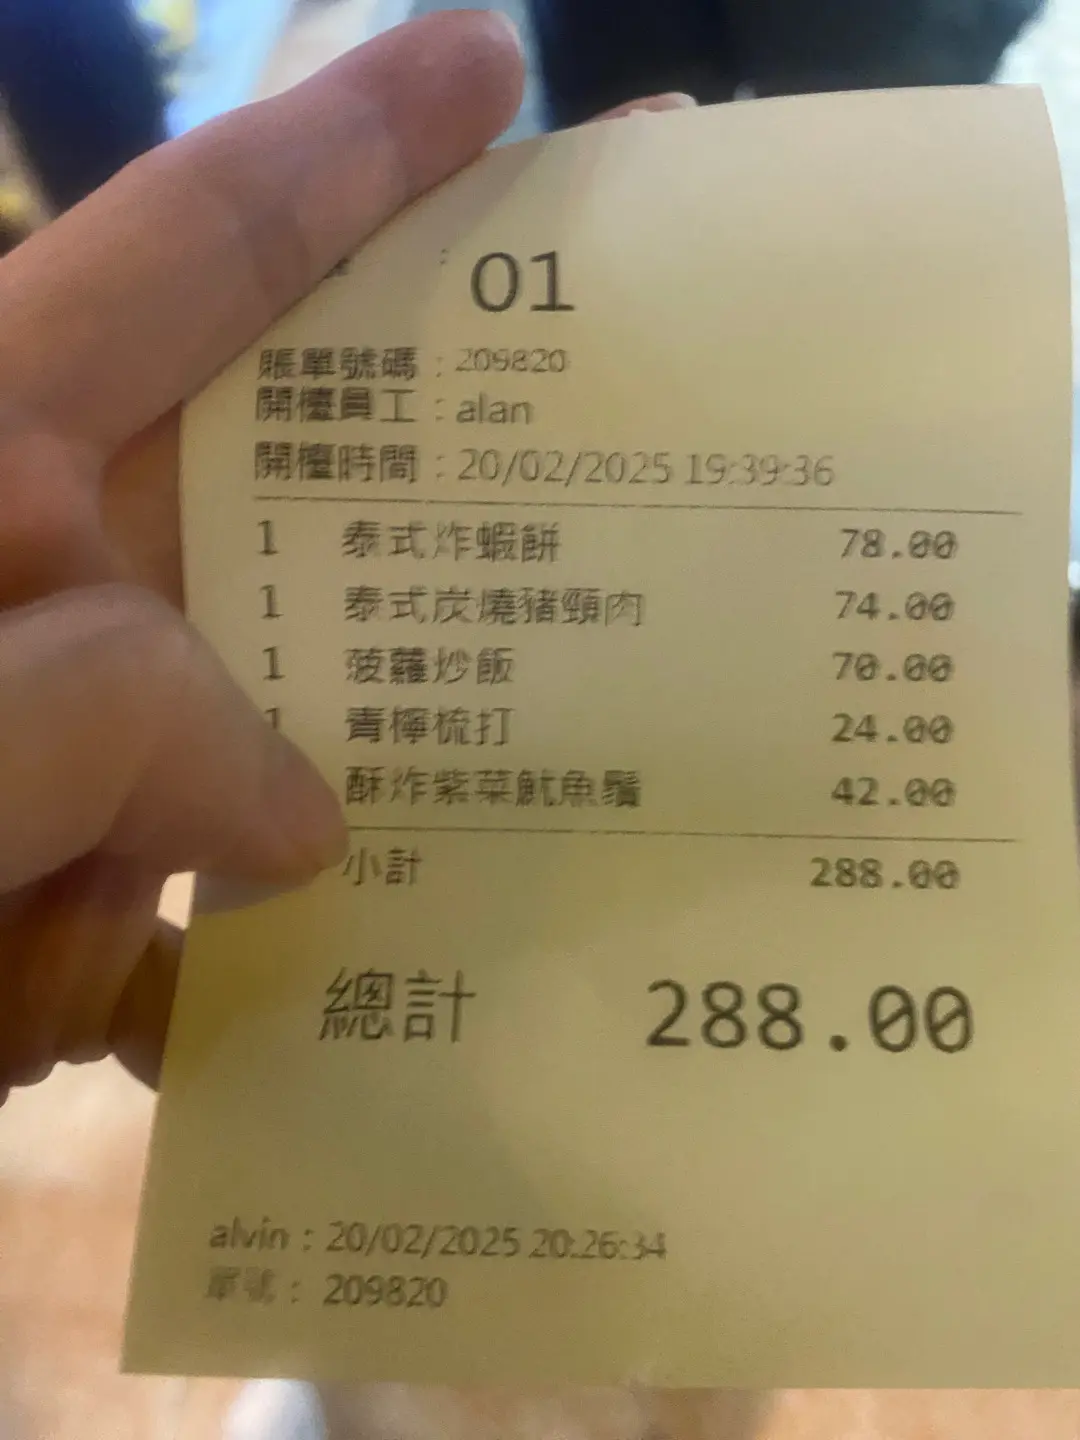 : 01
賬單號碼 : 209820
開檯員工 : alan
開檯時間 : 20/02/2025 19:39:36
1 泰式炸蝦餅 78.00
1 泰式炭燒豬頸肉 74.00
1 菠蘿炒飯 70.00
1 青檸梳打 24.00
酥炸紫菜魷魚鬚 42.00
小計 288.00
總計 288.00
alvin : 20/02/2025 20:26:34
單號 : 209820